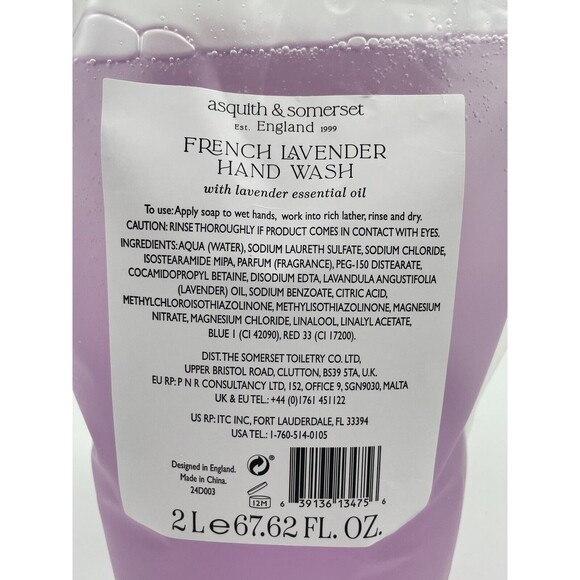 asquith & somerset
Est. England 1999
FRENCH LAVENDER
HAND WASH
with lavender essential oil
To use: Apply soap to wet hands, work into rich lather, rinse and dry.
CAUTION: RINSE THOROUGHLY IF PRODUCT COMES IN CONTACT WITH EYES.
INGREDIENTS: AQUA (WATER), SODIUM LAURETH SULFATE, SODIUM CHLORIDE,
ISOSTEARAMIDE MIPA, PARFUM (FRAGRANCE), PEG-150 DISTEARATE,
COCAMIDOPROPYL BETAINE, DISODIUM EDTA, LAVANDULA ANGUSTIFOLIA
(LAVENDER) OIL, SODIUM BENZOATE, CITRIC ACID,
METHYLCHLOROISOTHIAZOLINONE, METHYLISOTHIAZOLINONE, MAGNESIUM
NITRATE, MAGNESIUM CHLORIDE, LINALOOL, LINALYL ACETATE,
BLUE 1 (CI 42090), RED 33 (CI 17200).
DIST. THE SOMERSET TOILETRY CO. LTD,
UPPER BRISTOL ROAD, CLUTTON, BS39 5TA, U.K.
EU RP: P N R CONSULTANCY LTD, 152, OFFICE 9, SGN9030, MALTA
UK & EU TEL.: +44 (0)1761 451122
US RP: ITC INC, FORT LAUDERDALE, FL 33394
USA TEL.: 1-760-514-0105
Designed in England.
Made in China.
24D003
12M
6 39136 13475 6
2 L e 67.62 FL. OZ.